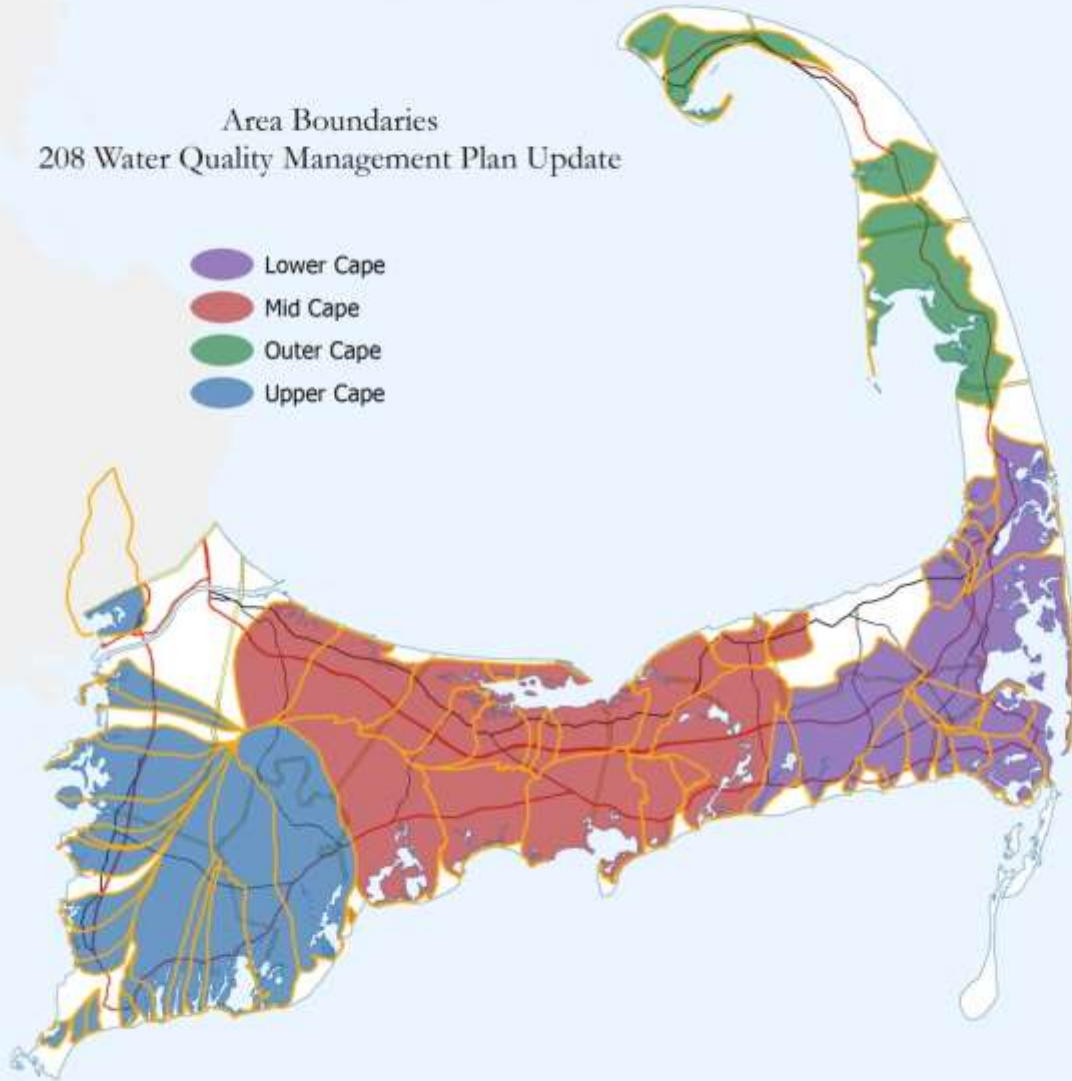 Area Boundaries
208 Water Quality Management Plan Update
Lower Cape
Mid Cape
Outer Cape
Upper Cape